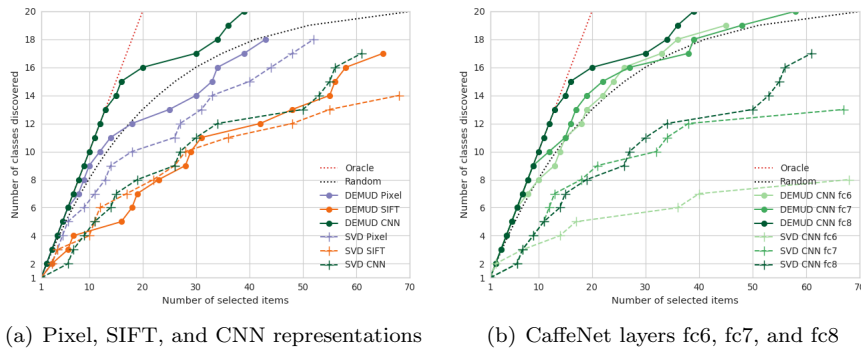 20
18
16
14
12
10
8
6
4
2
1
Number of classes discovered
1 10 20 30 40 50 60 70
Number of selected items
Oracle
Random
DEMUD Pixel
DEMUD SIFT
DEMUD CNN
SVD Pixel
SVD SIFT
SVD CNN
(a) Pixel, SIFT, and CNN representations
20
18
16
14
12
10
8
6
4
2
1
Number of classes discovered
1 10 20 30 40 50 60 70
Number of selected items
Oracle
Random
DEMUD CNN fc6
DEMUD CNN fc7
DEMUD CNN fc8
SVD CNN fc6
SVD CNN fc7
SVD CNN fc8
(b) CaffeNet layers fc6, fc7, and fc8